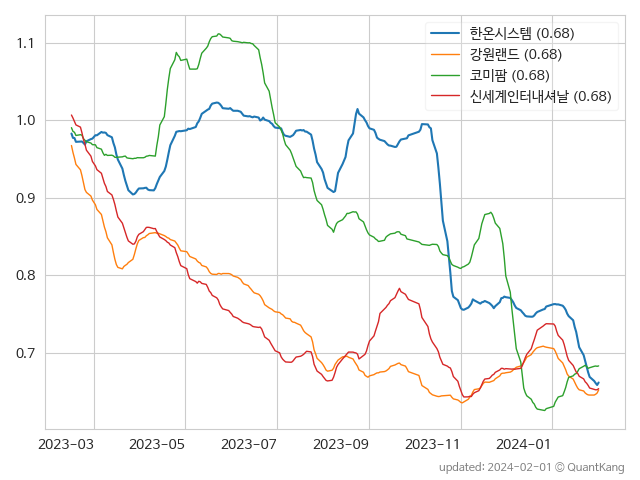 한온시스템 (0.68)
강원랜드 (0.68)
코미팜 (0.68)
신세계인터내셔날 (0.68)
1.1
1.0
0.9
0.8
0.7
2023-03 2023-05 2023-07 2023-09 2023-11 2024-01
updated: 2024-02-01 © QuantKang